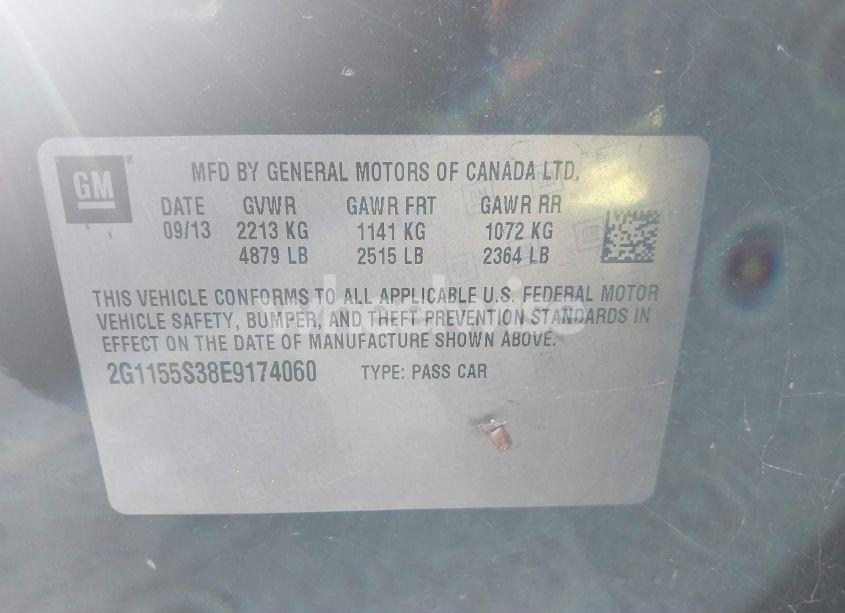 GM
MFD BY GENERAL MOTORS OF CANADA LTD.
DATE GVWR GAWR FRT GAWR RR
09/13 2213 KG 1141 KG 1072 KG
4879 LB 2515 LB 2364 LB
THIS VEHICLE CONFORMS TO ALL APPLICABLE U.S. FEDERAL MOTOR
VEHICLE SAFETY, BUMPER, AND THEFT PREVENTION STANDARDS IN
EFFECT ON THE DATE OF MANUFACTURE SHOWN ABOVE.
2G1155S38E9174060 TYPE: PASS CAR